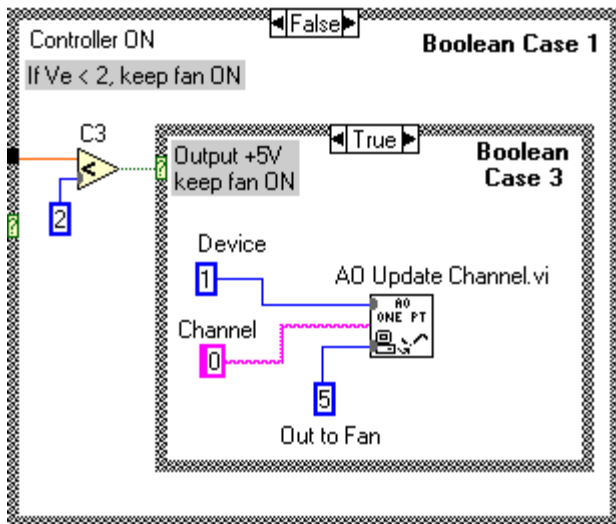 False
Controller ON
Boolean Case 1
If Ve < 2, keep fan ON
C3
<
?
2
?
True
Output +5V
keep fan ON
Boolean
Case 3
Device
1
AO Update Channel.vi
AO
ONE PT
Channel
0
5
Out to Fan